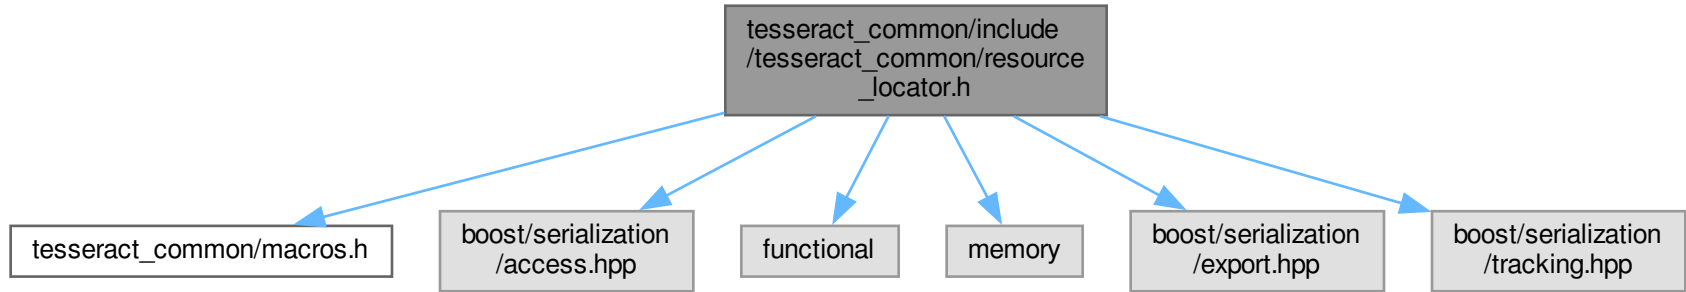 tesseract_common/include
/tesseract_common/resource
_locator.h
tesseract_common/macros.h
boost/serialization
/access.hpp
functional
memory
boost/serialization
/export.hpp
boost/serialization
/tracking.hpp